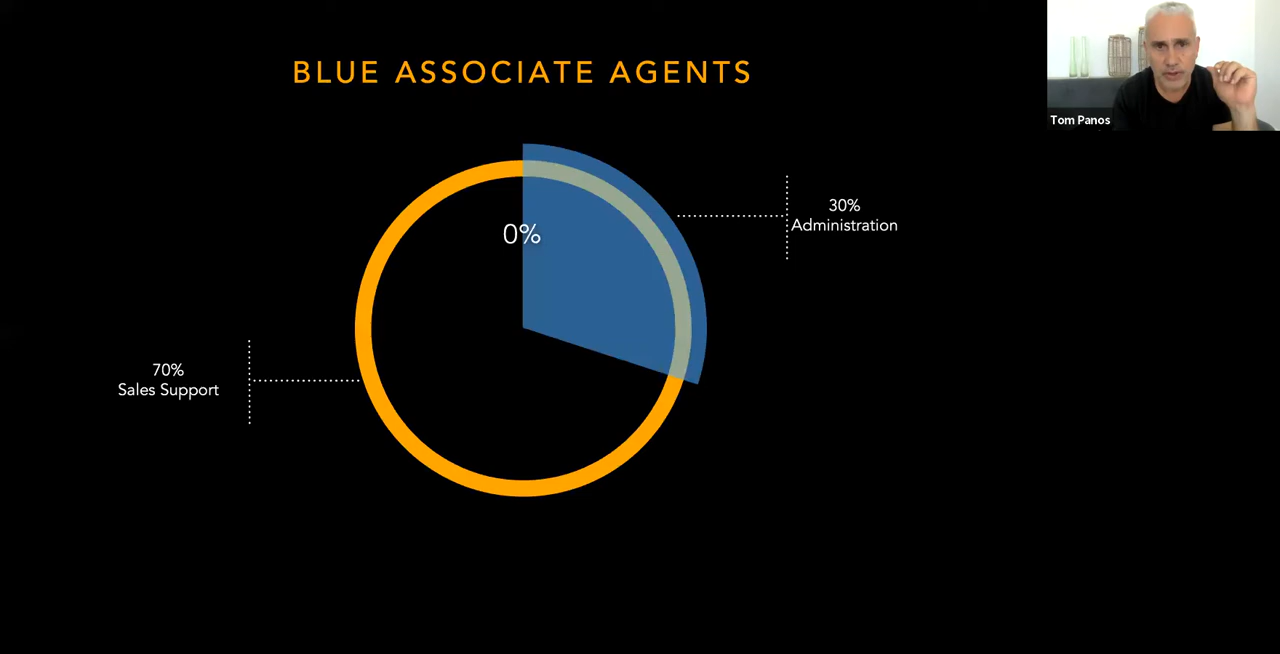 BLUE ASSOCIATE AGENTS
Tom Panos
30%
Administration
0%
70%
Sales Support